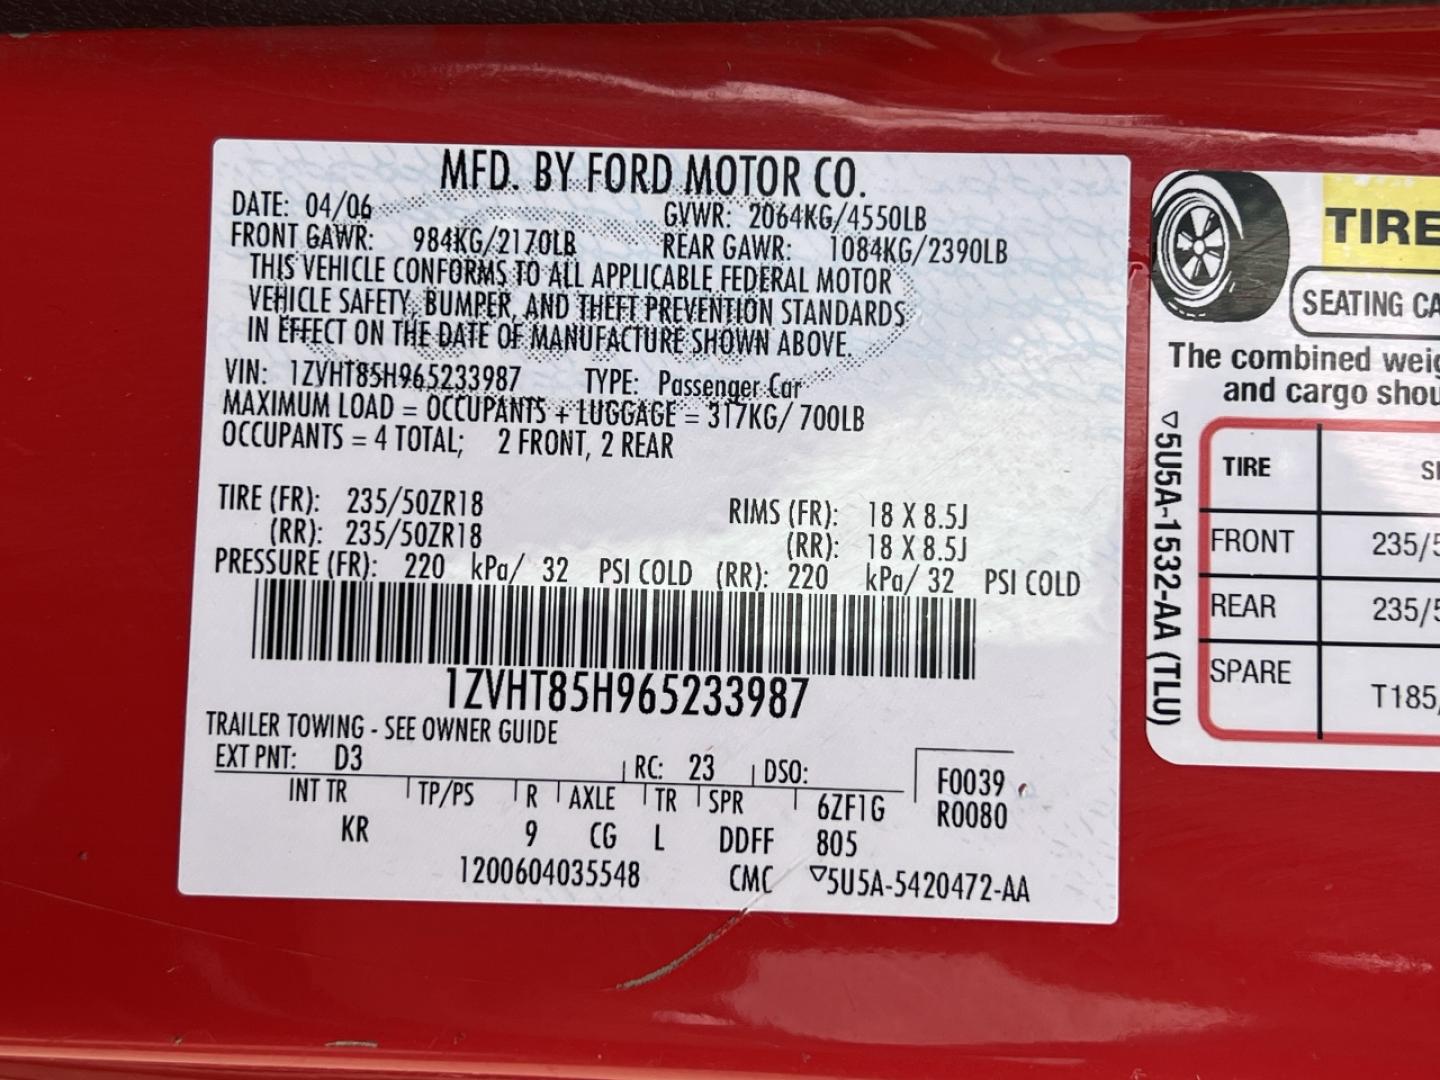 MFD. BY FORD MOTOR CO.
DATE: 04/06 GVWR: 2064KG/4550LB
FRONT GAWR: 984KG/2170LB REAR GAWR: 1084KG/2390LB
THIS VEHICLE CONFORMS TO ALL APPLICABLE FEDERAL MOTOR
VEHICLE SAFETY, BUMPER, AND THEFT PREVENTION STANDARDS
IN EFFECT ON THE DATE OF MANUFACTURE SHOWN ABOVE.
VIN: 1ZVHT85H965233987 TYPE: Passenger Car
MAXIMUM LOAD = OCCUPANTS + LUGGAGE = 317KG/ 700LB
OCCUPANTS = 4 TOTAL; 2 FRONT, 2 REAR
TIRE (FR): 235/50ZR18 RIMS (FR): 18 X 8.5J
(RR): 235/50ZR18 (RR): 18 X 8.5J
PRESSURE (FR): 220 kPa/ 32 PSI COLD (RR): 220 kPa/ 32 PSI COLD
1ZVHT85H965233987
TRAILER TOWING - SEE OWNER GUIDE
EXT PNT: D3 RC: 23 DSO:
F0039
R0080
INT TR TP/PS R AXLE TR SPR 6ZF1G
KR 9 CG L DDFF 805
1200604035548 CMC ▽5U5A-5420472-AA
TIRE
SEATING CA
The combined weig
and cargo shou
▽5U5A-1532-AA (TLU)
TIRE SI
FRONT 235/5
REAR 235/5
SPARE T185/